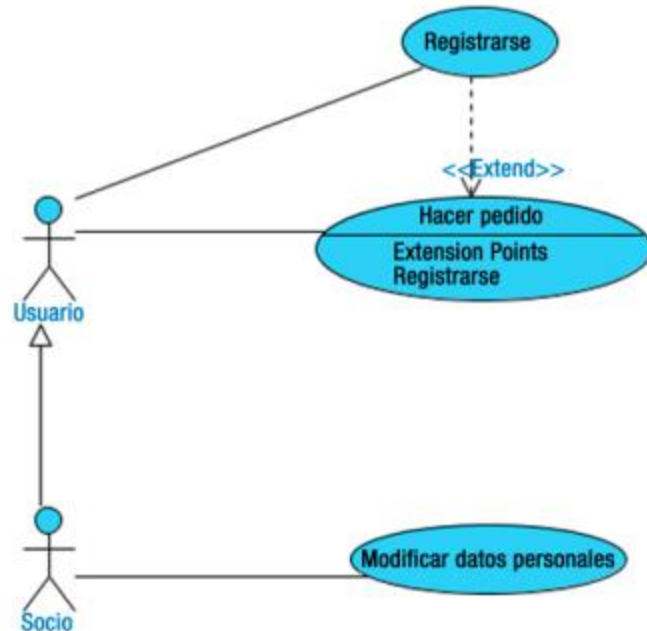 Registrarse
<<Extend>>
Hacer pedido
Extension Points
Registrarse
Usuario
Modificar datos personales
Socio